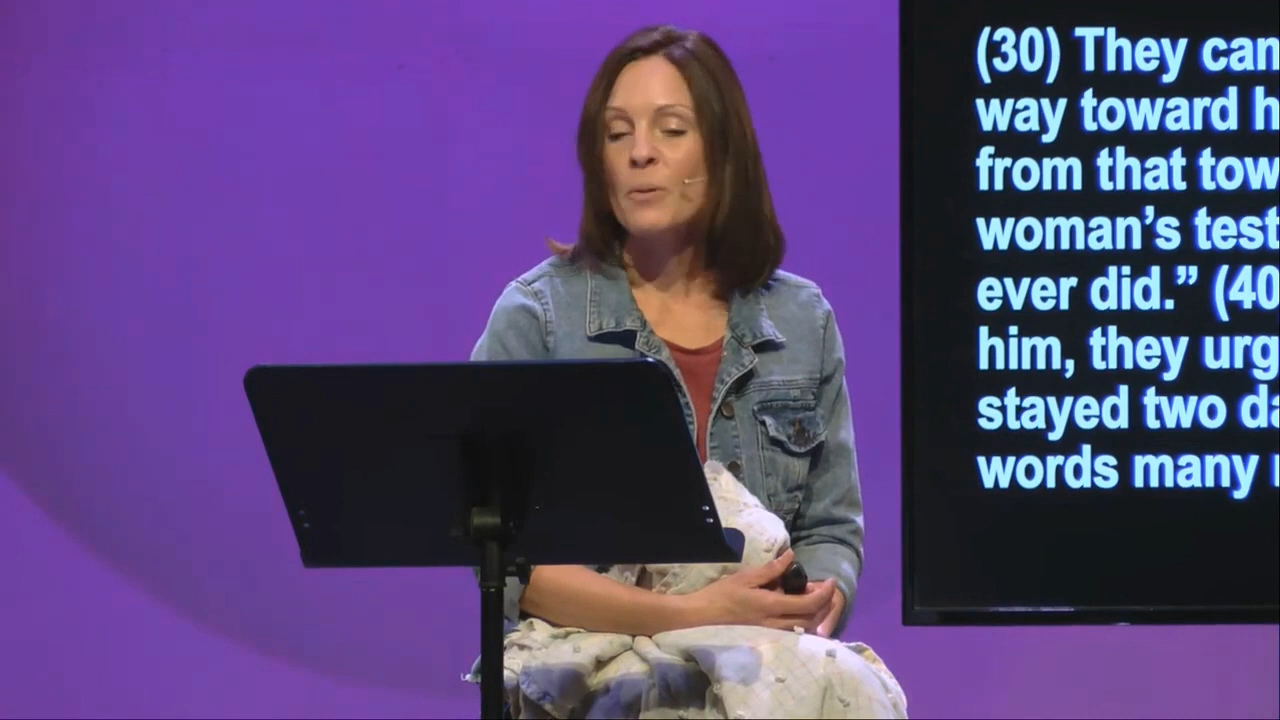 (30) They can
way toward h
from that tow
woman's test
ever did.” (40
him, they urg
stayed two da
words many